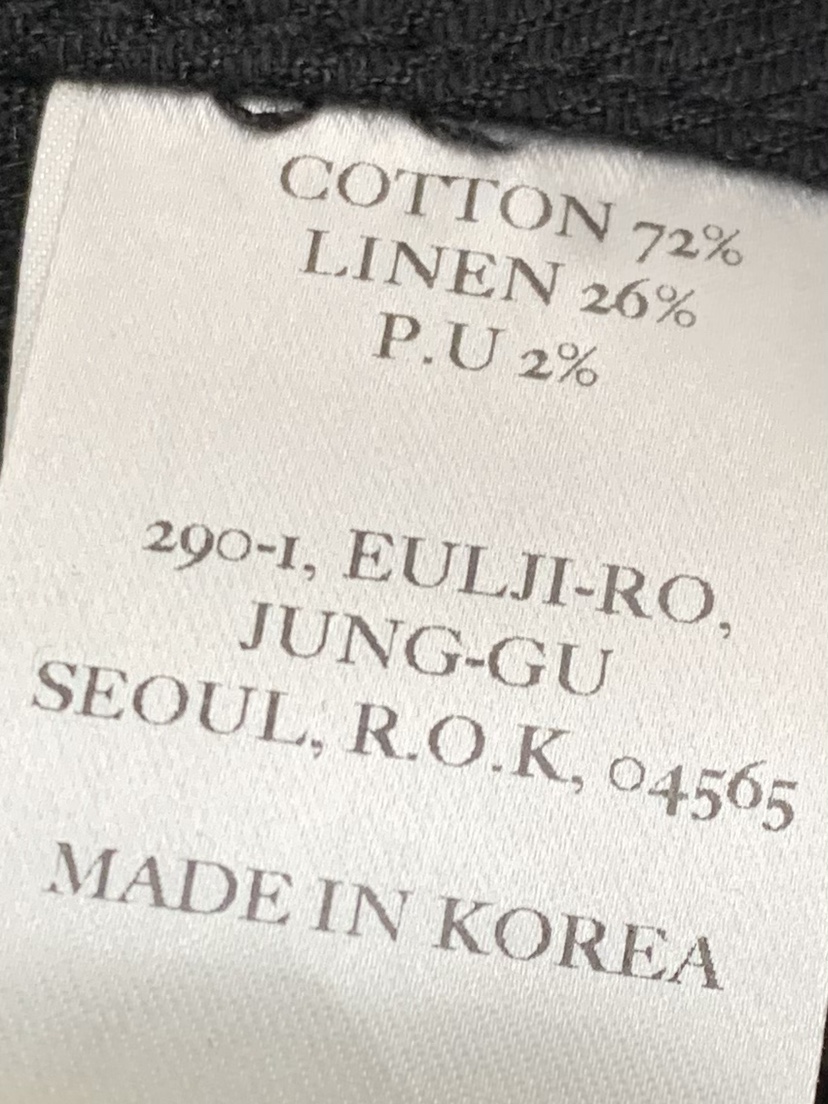 COTTON 72%
LINEN 26%
P.U 2%
290-1, EULJI-RO,
JUNG-GU
SEOUL, R.O.K, 04565
MADE IN KOREA